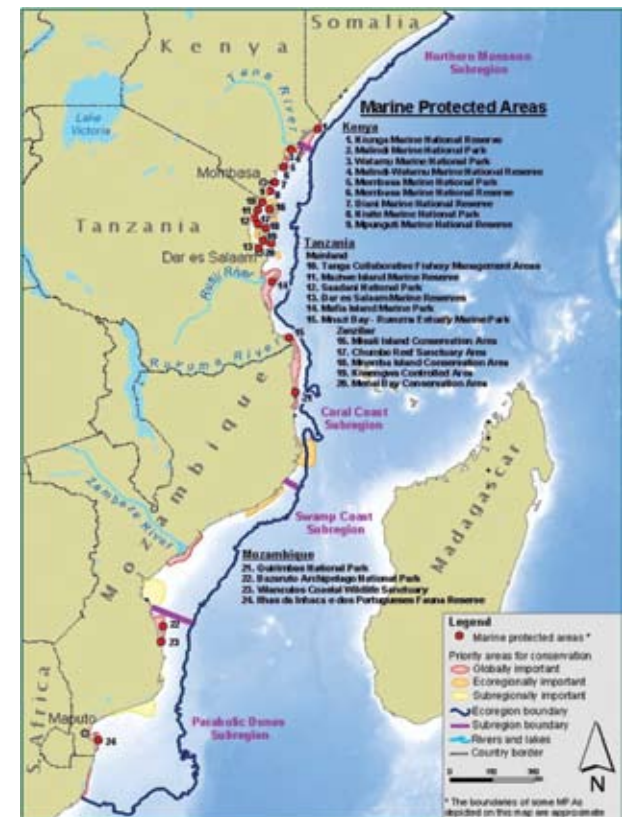 Somalia
Kenya
Northern Monsoon
Subregion
Tana River
Lake
Victoria
Marine Protected Areas
Kenya
1. Kiunga Marine National Reserve
2. Malindi Marine National Park
3. Watamu Marine National Park
4. Malindi-Watamu Marine National Reserve
5. Mombasa Marine National Park
6. Mombasa Marine National Reserve
7. Diani Marine National Reserve
8. Kisite Marine National Park
9. Mpunguti Marine National Reserve
Mombasa
Tanzania
Dar es Salaam
Rufiji River
Tanzania
Mainland
10. Tanga Collaborative Fishery Management Areas
11. Maziwe Island Marine Reserve
12. Saadani National Park
13. Dar es Salaam Marine Reserves
14. Mafia Island Marine Park
15. Mnazi Bay - Ruvuma Estuary Marine Park
Zanzibar
16. Misali Island Conservation Area
17. Chumbe Reef Sanctuary Area
18. Mnemba Island Conservation Area
19. Kiwengwa Controlled Area
20. Menai Bay Conservation Area
14
15
Rukuma River
Coral Coast
Subregion
Mozambique
Zambeze River
Swamp Coast
Subregion
Madagascar
Mozambique
21. Quirimbas National Park
22. Bazaruto Archipelago National Park
23. Vilanculos Coastal Wildlife Sanctuary
24. Ilhas da Inhaca e dos Portugueses Fauna Reserve
22
23
S. Africa
Maputo
24
Parabolic Dunes
Subregion
Legend
Marine protected areas *
Priority areas for conservation
Globally important
Ecoregionally important
Subregionally important
Ecoregion boundary
Subregion boundary
Rivers and lakes
Country border
0
N
* The boundaries of some MPAs
depicted on this map are approximate